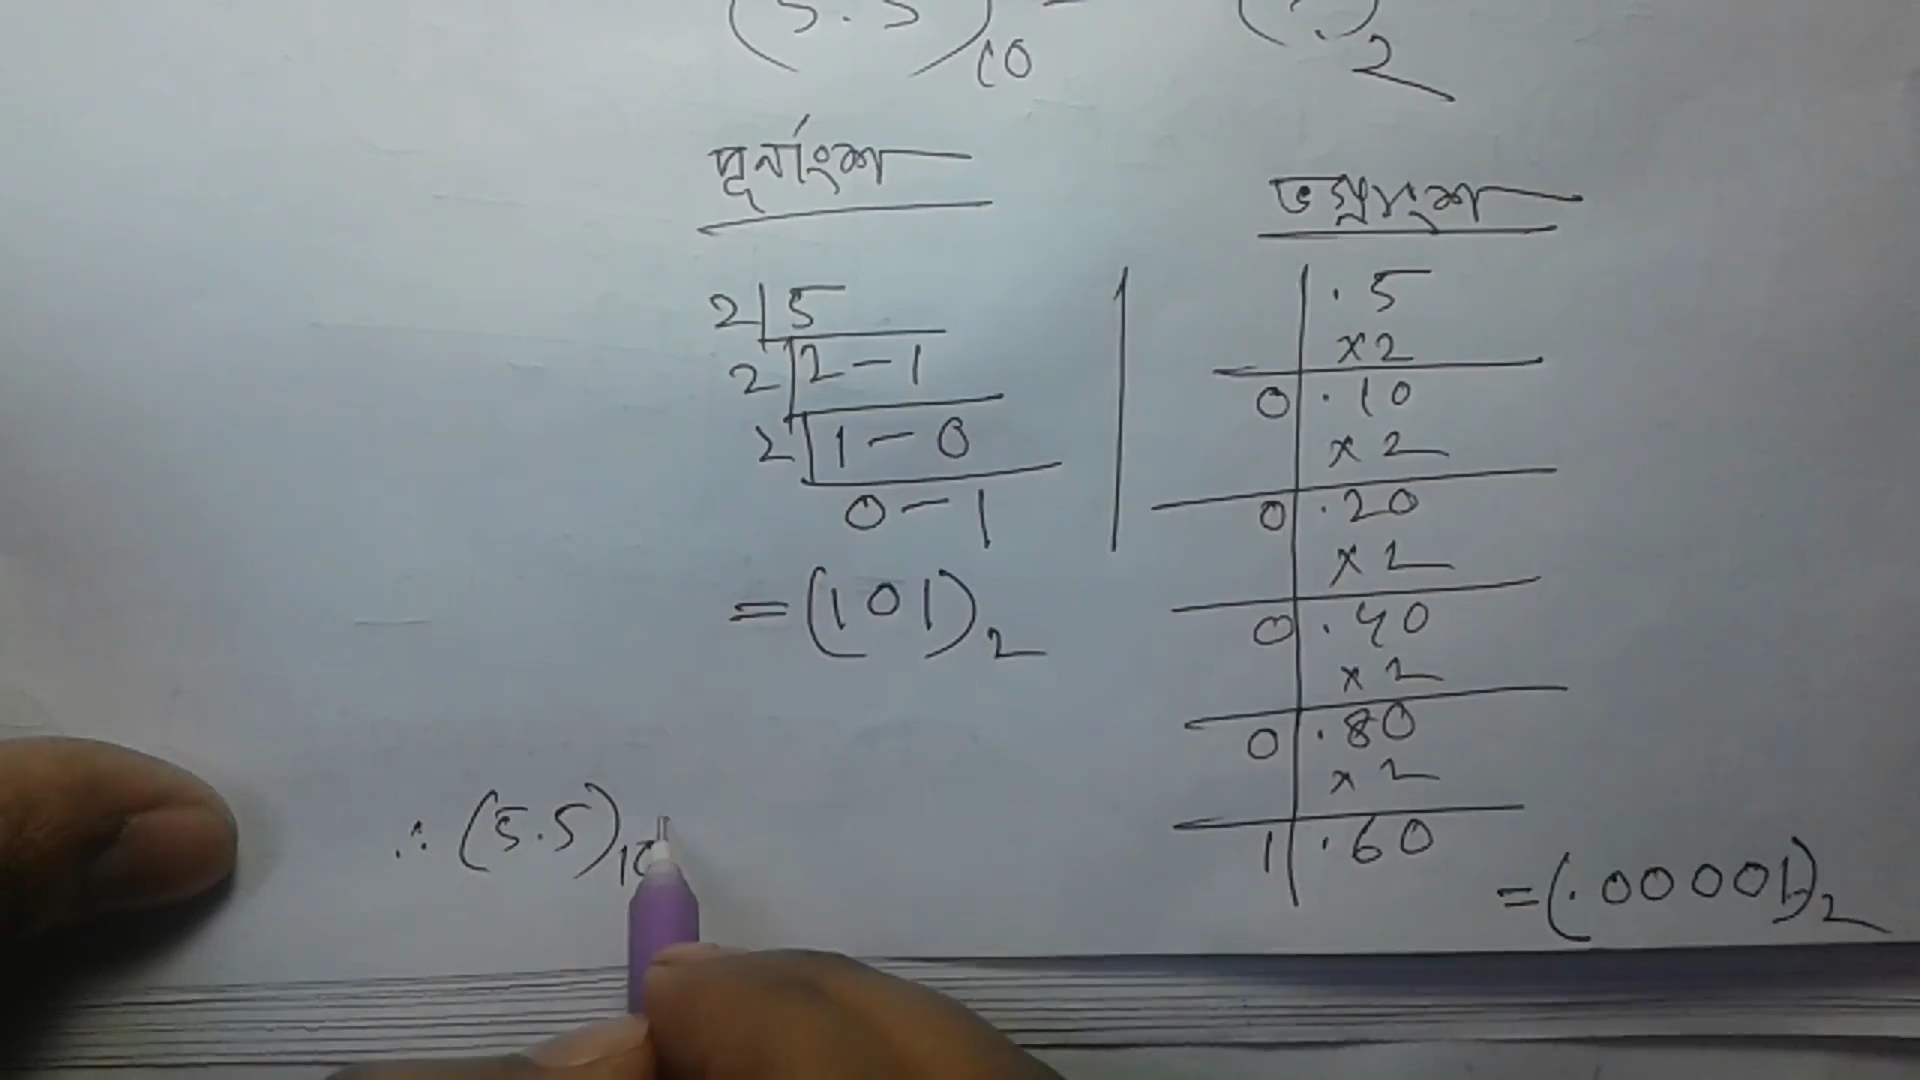 (5.5)10 = (?)2
পূর্নাংশ
2 5
2 2 - 1
2 1 - 0
0 - 1
= (101)2
ভগ্নাংশ
.5
x2
0 .10
x2
0 .20
x2
0 .40
x2
0 .80
x2
1 .60
= (.00001)2
∴ (5.5)10